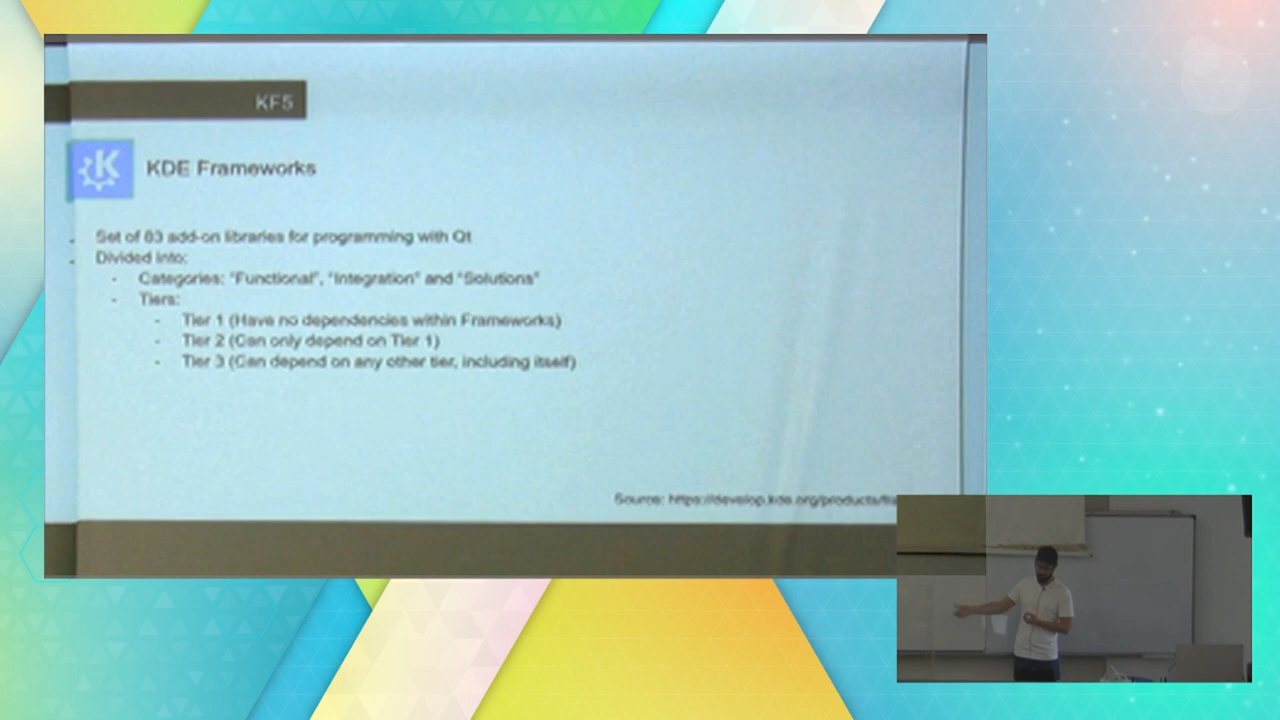 KF5
KDE Frameworks
Set of 83 add-on libraries for programming with Qt
Divided into:
- Categories: "Functional", "Integration" and "Solutions"
- Tiers:
- Tier 1 (Have no dependencies within Frameworks)
- Tier 2 (Can only depend on Tier 1)
- Tier 3 (Can depend on any other tier, including itself)
Source: https://develop.kde.org/products/